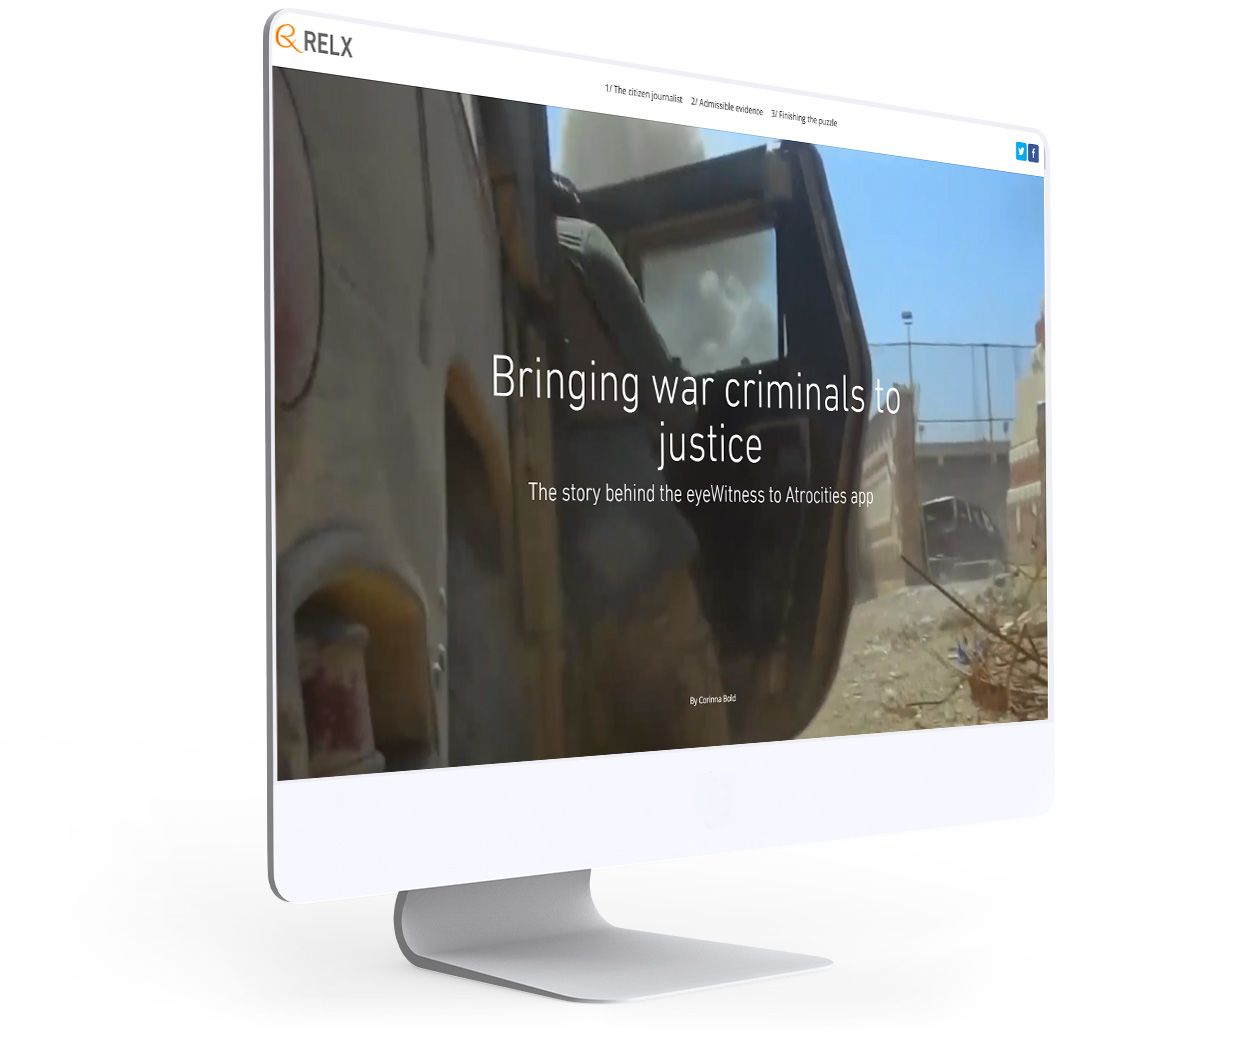 RELX
1/ The citizen journalist 2/ Admissible evidence 3/ Finishing the puzzle
Bringing war criminals to
justice
The story behind the eyeWitness to Atrocities app
By Corinna Bold